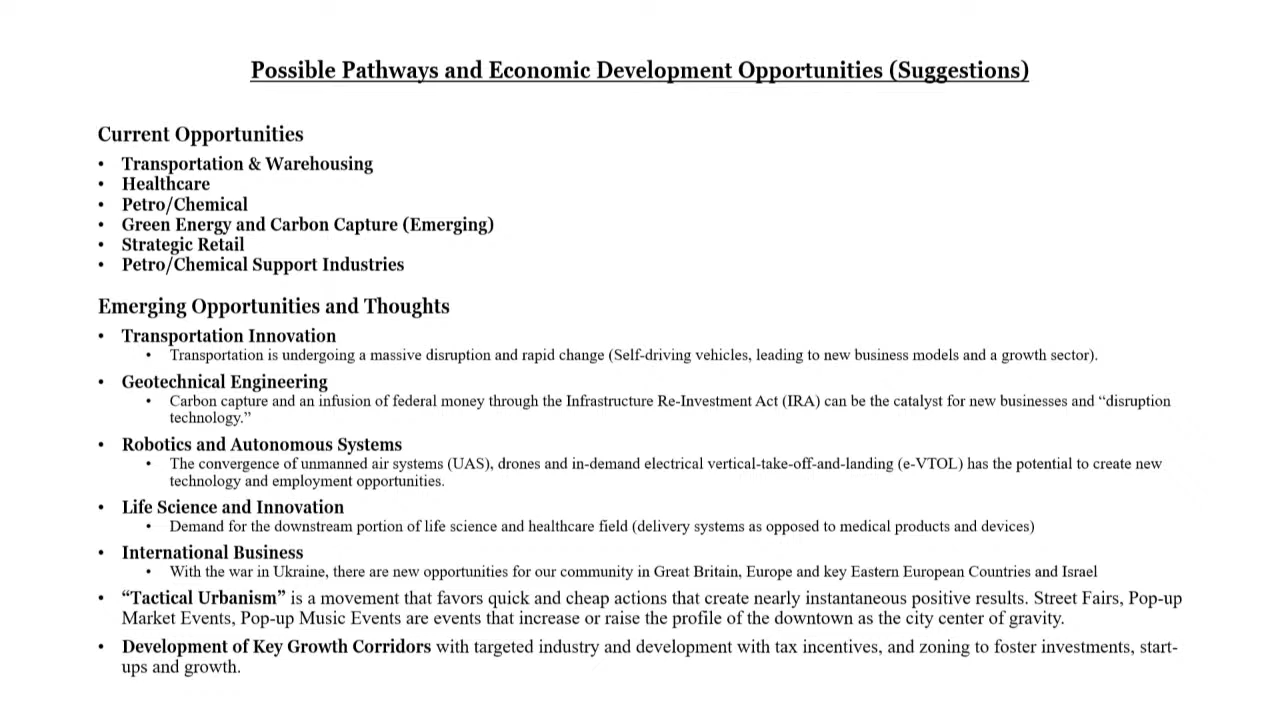 Possible Pathways and Economic Development Opportunities (Suggestions)
Current Opportunities
• Transportation & Warehousing
• Healthcare
• Petro/Chemical
• Green Energy and Carbon Capture (Emerging)
• Strategic Retail
• Petro/Chemical Support Industries
Emerging Opportunities and Thoughts
• Transportation Innovation
• Transportation is undergoing a massive disruption and rapid change (Self-driving vehicles, leading to new business models and a growth sector).
• Geotechnical Engineering
• Carbon capture and an infusion of federal money through the Infrastructure Re-Investment Act (IRA) can be the catalyst for new businesses and “disruption
technology.”
• Robotics and Autonomous Systems
• The convergence of unmanned air systems (UAS), drones and in-demand electrical vertical-take-off-and-landing (e-VTOL) has the potential to create new
technology and employment opportunities.
• Life Science and Innovation
• Demand for the downstream portion of life science and healthcare field (delivery systems as opposed to medical products and devices)
• International Business
• With the war in Ukraine, there are new opportunities for our community in Great Britain, Europe and key Eastern European Countries and Israel
• “Tactical Urbanism” is a movement that favors quick and cheap actions that create nearly instantaneous positive results. Street Fairs, Pop-up
Market Events, Pop-up Music Events are events that increase or raise the profile of the downtown as the city center of gravity.
• Development of Key Growth Corridors with targeted industry and development with tax incentives, and zoning to foster investments, start-
ups and growth.